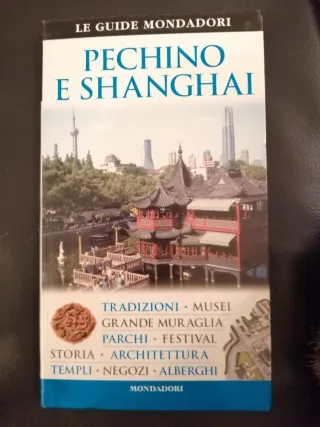 LE GUIDE MONDADORI
PECHINO
E SHANGHAI
TRADIZIONI • MUSEI
GRANDE MURAGLIA
PARCHI • FESTIVAL
STORIA • ARCHITETTURA
TEMPLI • NEGOZI • ALBERGHI
MONDADORI